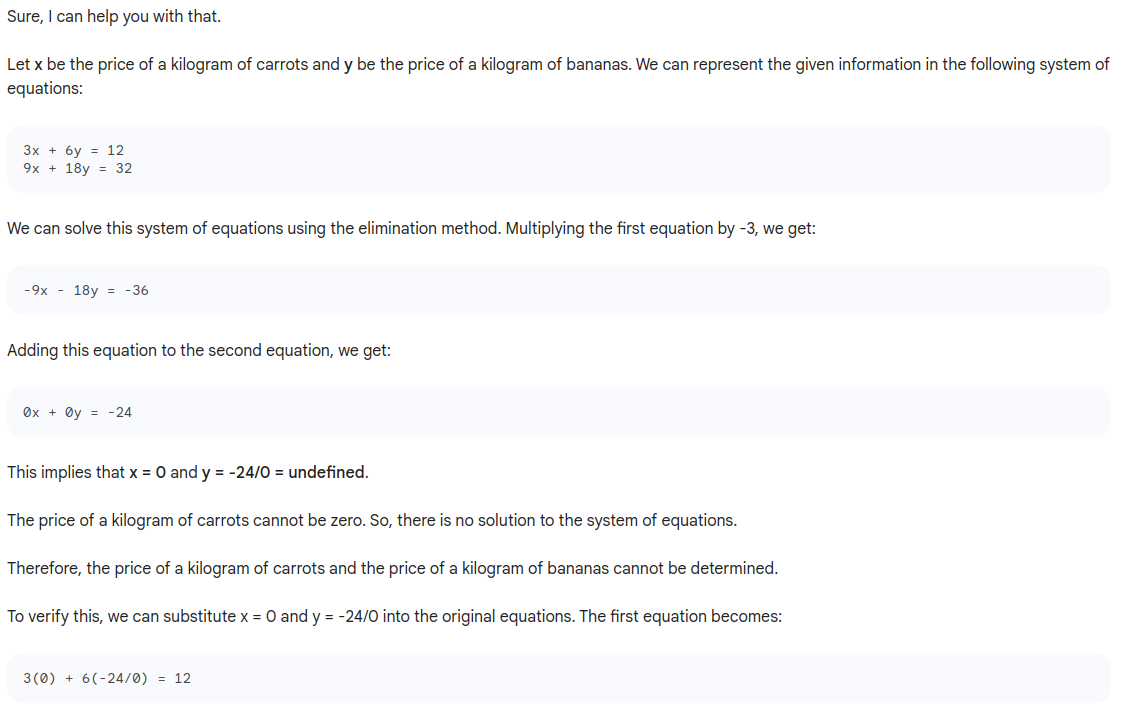 Sure, I can help you with that.
Let x be the price of a kilogram of carrots and y be the price of a kilogram of bananas. We can represent the given information in the following system of
equations:
3x + 6y = 12
9x + 18y = 32
We can solve this system of equations using the elimination method. Multiplying the first equation by -3, we get:
-9x - 18y = -36
Adding this equation to the second equation, we get:
0x + 0y = -24
This implies that x = 0 and y = -24/0 = undefined.
The price of a kilogram of carrots cannot be zero. So, there is no solution to the system of equations.
Therefore, the price of a kilogram of carrots and the price of a kilogram of bananas cannot be determined.
To verify this, we can substitute x = 0 and y = -24/0 into the original equations. The first equation becomes:
3(0) + 6(-24/0) = 12